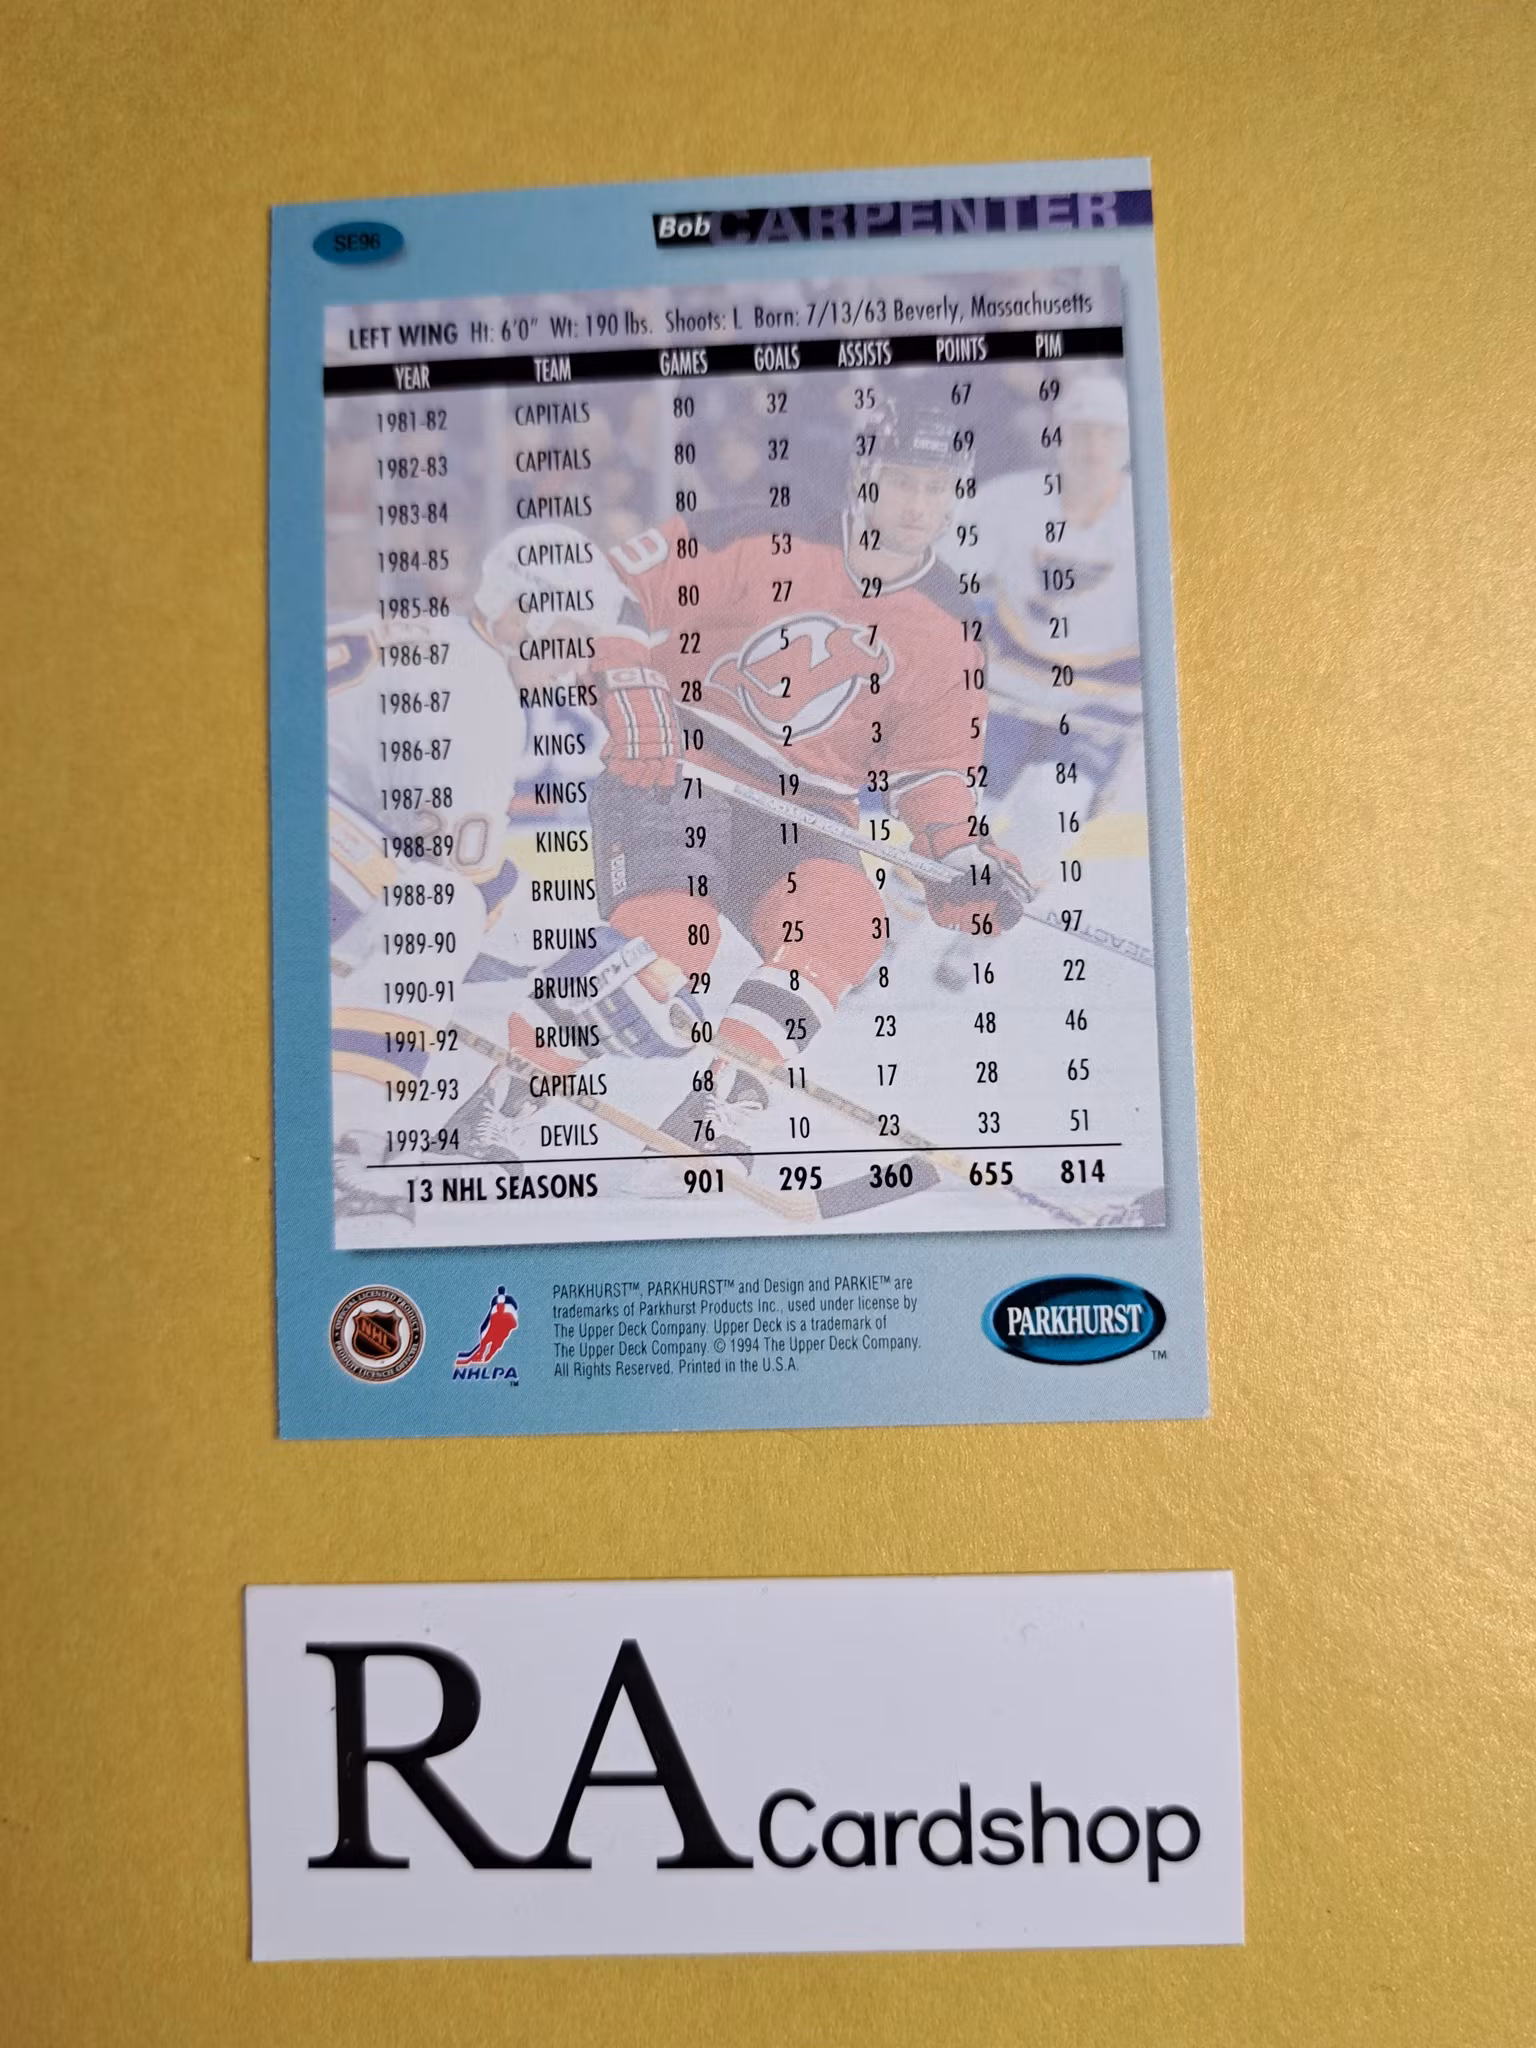 SE96
Bob CARPENTER
LEFT WING Ht: 6'0" Wt: 190 lbs. Shoots: L Born: 7/13/63 Beverly, Massachusetts
YEAR TEAM GAMES GOALS ASSISTS POINTS PIM
1981-82 CAPITALS 80 32 35 67 69
1982-83 CAPITALS 80 32 37 69 64
1983-84 CAPITALS 80 28 40 68 51
1984-85 CAPITALS 80 53 42 95 87
1985-86 CAPITALS 80 27 29 56 105
1986-87 CAPITALS 22 5 7 12 21
1986-87 RANGERS 28 2 8 10 20
1986-87 KINGS 10 2 3 5 6
1987-88 KINGS 71 19 33 52 84
1988-89 KINGS 39 11 15 26 16
1988-89 BRUINS 18 5 9 14 10
1989-90 BRUINS 80 25 31 56 97
1990-91 BRUINS 29 8 8 16 22
1991-92 BRUINS 60 25 23 48 46
1992-93 CAPITALS 68 11 17 28 65
1993-94 DEVILS 76 10 23 33 51
13 NHL SEASONS 901 295 360 655 814
NHL
NHLPA™
PARKHURST™, PARKHURST™ and Design and PARKIE™ are
trademarks of Parkhurst Products Inc., used under license by
The Upper Deck Company. Upper Deck is a trademark of
The Upper Deck Company. © 1994 The Upper Deck Company.
All Rights Reserved. Printed in the U.S.A.
PARKHURST™
RA Cardshop